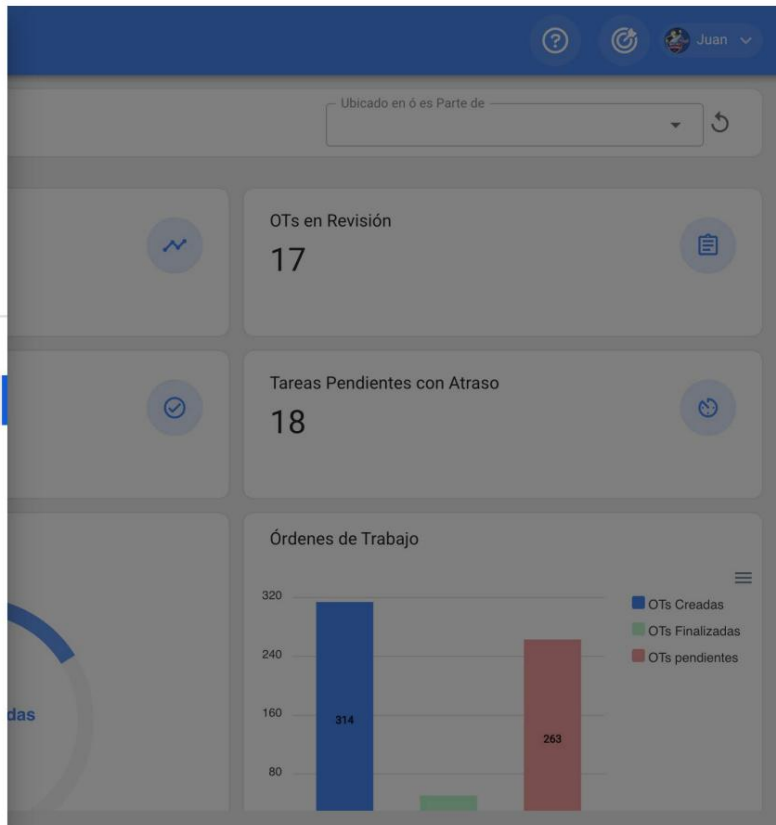 Juan
Ubicado en ó es Parte de
OTs en Revisión
17
Tareas Pendientes con Atraso
18
Órdenes de Trabajo
320
240
160
80
314
263
OTs Creadas
OTs Finalizadas
OTs pendientes
das